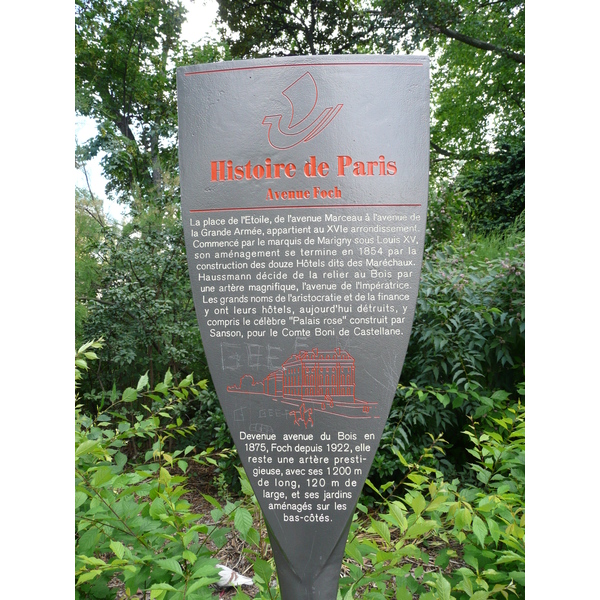 Histoire de Paris
Avenue Foch
La place de l'Etoile, de l'avenue Marceau à l'avenue de
la Grande Armée, appartient au XVIe arrondissement.
Commencé par le marquis de Marigny sous Louis XV,
son aménagement se termine en 1854 par la
construction des douze Hôtels dits des Maréchaux.
Haussmann décide de la relier au Bois par
une artère magnifique, l'avenue de l'Impératrice.
Les grands noms de l'aristocratie et de la finance
y ont leurs hôtels, aujourd'hui détruits, y
compris le célèbre "Palais rose" construit par
Sanson, pour le Comte Boni de Castellane.
Devenue avenue du Bois en
1875, Foch depuis 1922, elle
reste une artère presti-
gieuse, avec ses 1200 m
de long, 120 m de
large, et ses jardins
aménagés sur les
bas-côtés.